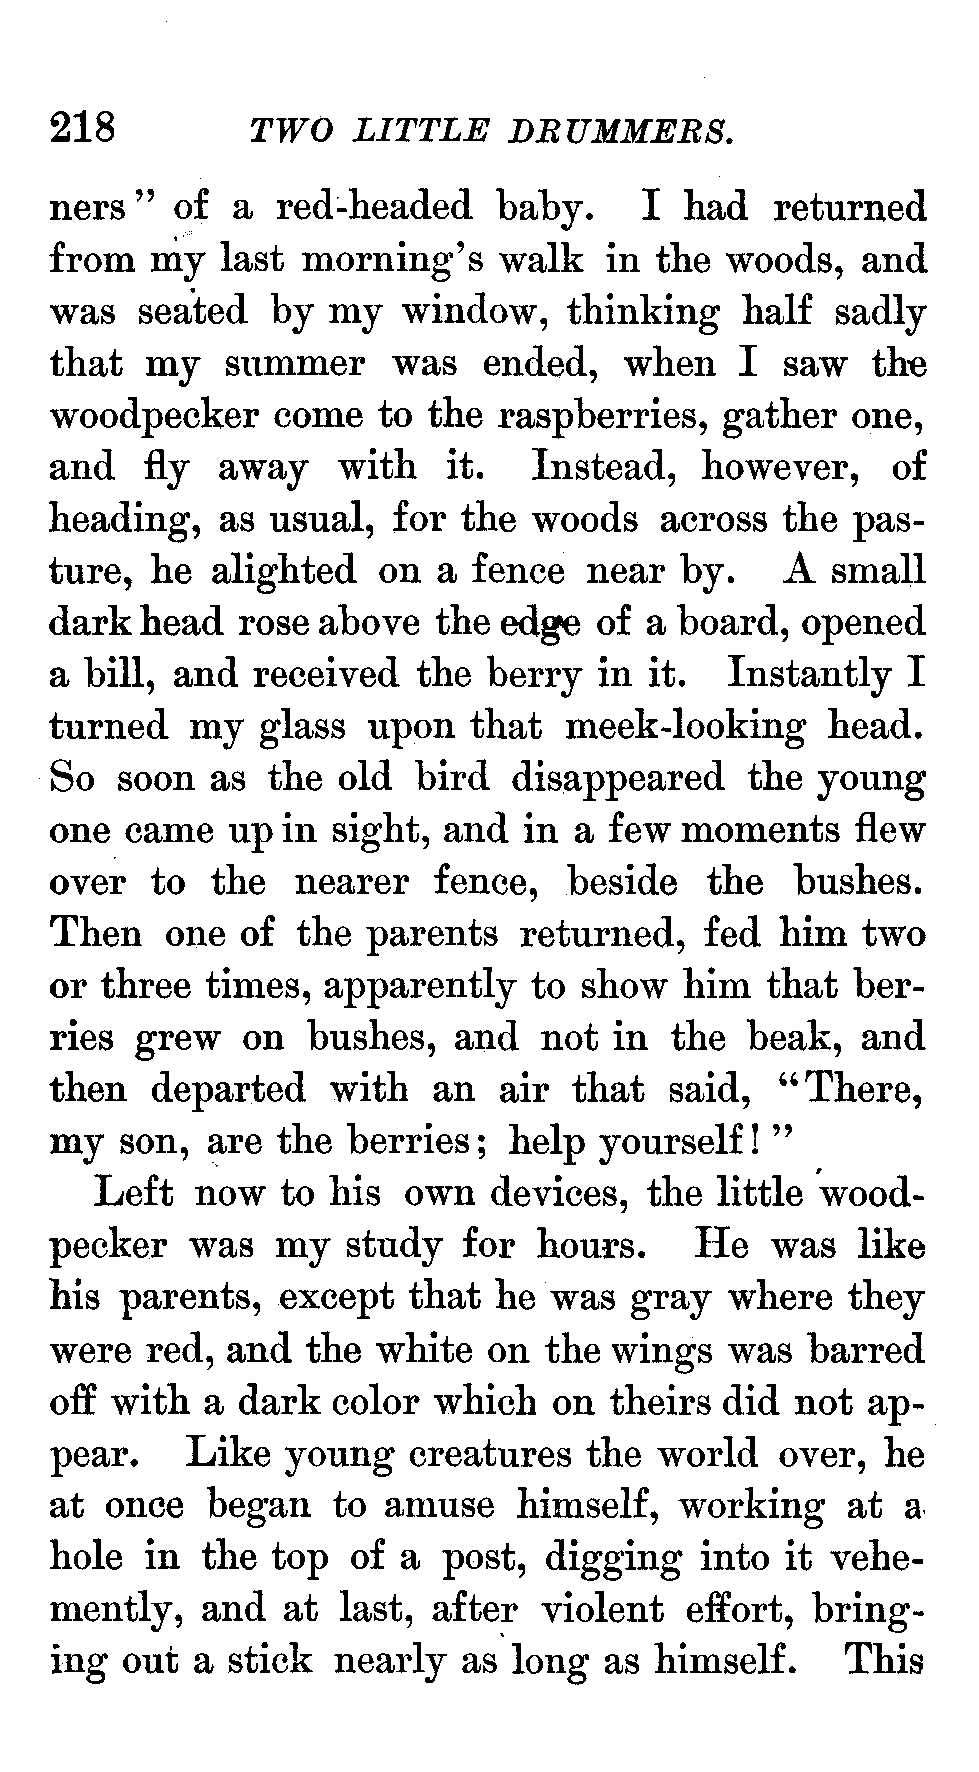 218 TWO LITTLE DRUMMERS.
ners" of a red-headed baby. I had returned
from my last morning's walk in the woods, and
was seated by my window, thinking half sadly
that my summer was ended, when I saw the
woodpecker come to the raspberries, gather one,
and fly away with it. Instead, however, of
heading, as usual, for the woods across the pas-
ture, he alighted on a fence near by. A small
dark head rose above the edge of a board, opened
a bill, and received the berry in it. Instantly I
turned my glass upon that meek-looking head.
So soon as the old bird disappeared the young
one came up in sight, and in a few moments flew
over to the nearer fence, beside the bushes.
Then one of the parents returned, fed him two
or three times, apparently to show him that ber-
ries grew on bushes, and not in the beak, and
then departed with an air that said, "There,
my son, are the berries; help yourself!"
Left now to his own devices, the little wood-
pecker was my study for hours. He was like
his parents, except that he was gray where they
were red, and the white on the wings was barred
off with a dark color which on theirs did not ap-
pear. Like young creatures the world over, he
at once began to amuse himself, working at a
hole in the top of a post, digging into it vehe-
mently, and at last, after violent effort, bring-
ing out a stick nearly as long as himself. This